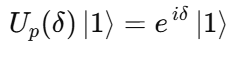 U_p(δ) |1⟩ = e^{iδ} |1⟩